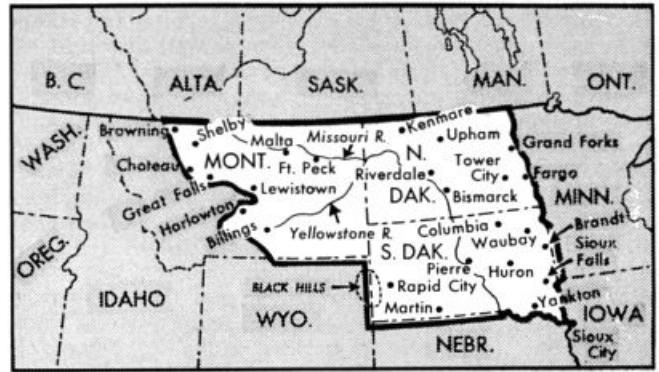 B. C.
ALTA.
SASK.
MAN.
ONT.
WASH.
Browning
Shelby
Malta
Missouri R.
Kenmare
Upham
Grand Forks
Choteau
MONT.
Ft. Peck
N.
DAK.
Riverdale
Tower
City
Fargo
Great Falls
Lewistown
Bismarck
MINN.
Harlowton
Billings
Yellowstone R.
Columbia
Waubay
Brandt
OREG.
S. DAK.
Pierre
Huron
Sioux
Falls
IDAHO
BLACK HILLS
Rapid City
WYO.
Martin
Yankton
IOWA
NEBR.
Sioux
City